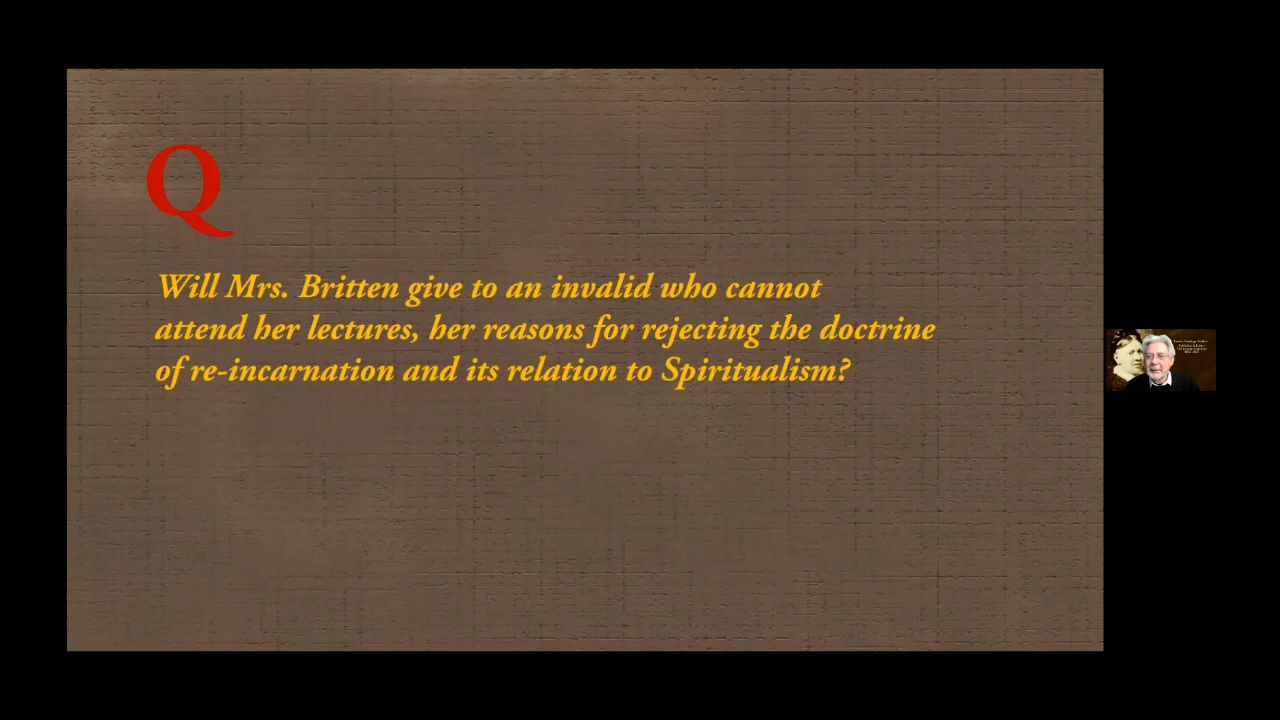 Q
Will Mrs. Britten give to an invalid who cannot
attend her lectures, her reasons for rejecting the doctrine
of re-incarnation and its relation to Spiritualism?